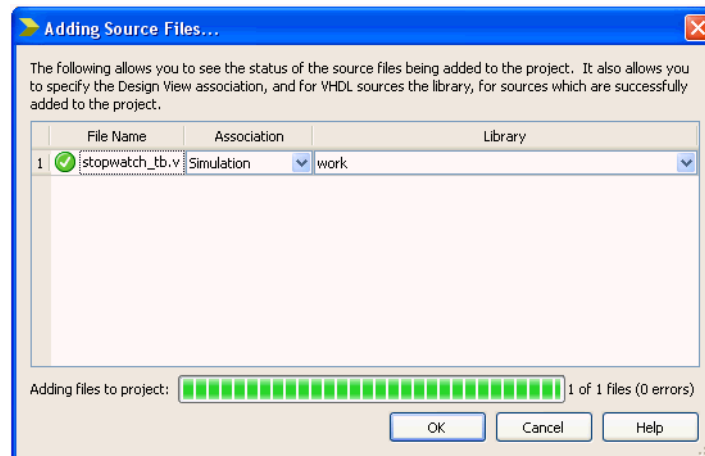 Adding Source Files...
The following allows you to see the status of the source files being added to the project. It also allows you
to specify the Design View association, and for VHDL sources the library, for sources which are successfully
added to the project.
File Name Association Library
1 stopwatch_tb.v Simulation work
Adding files to project: 1 of 1 files (0 errors)
OK Cancel Help